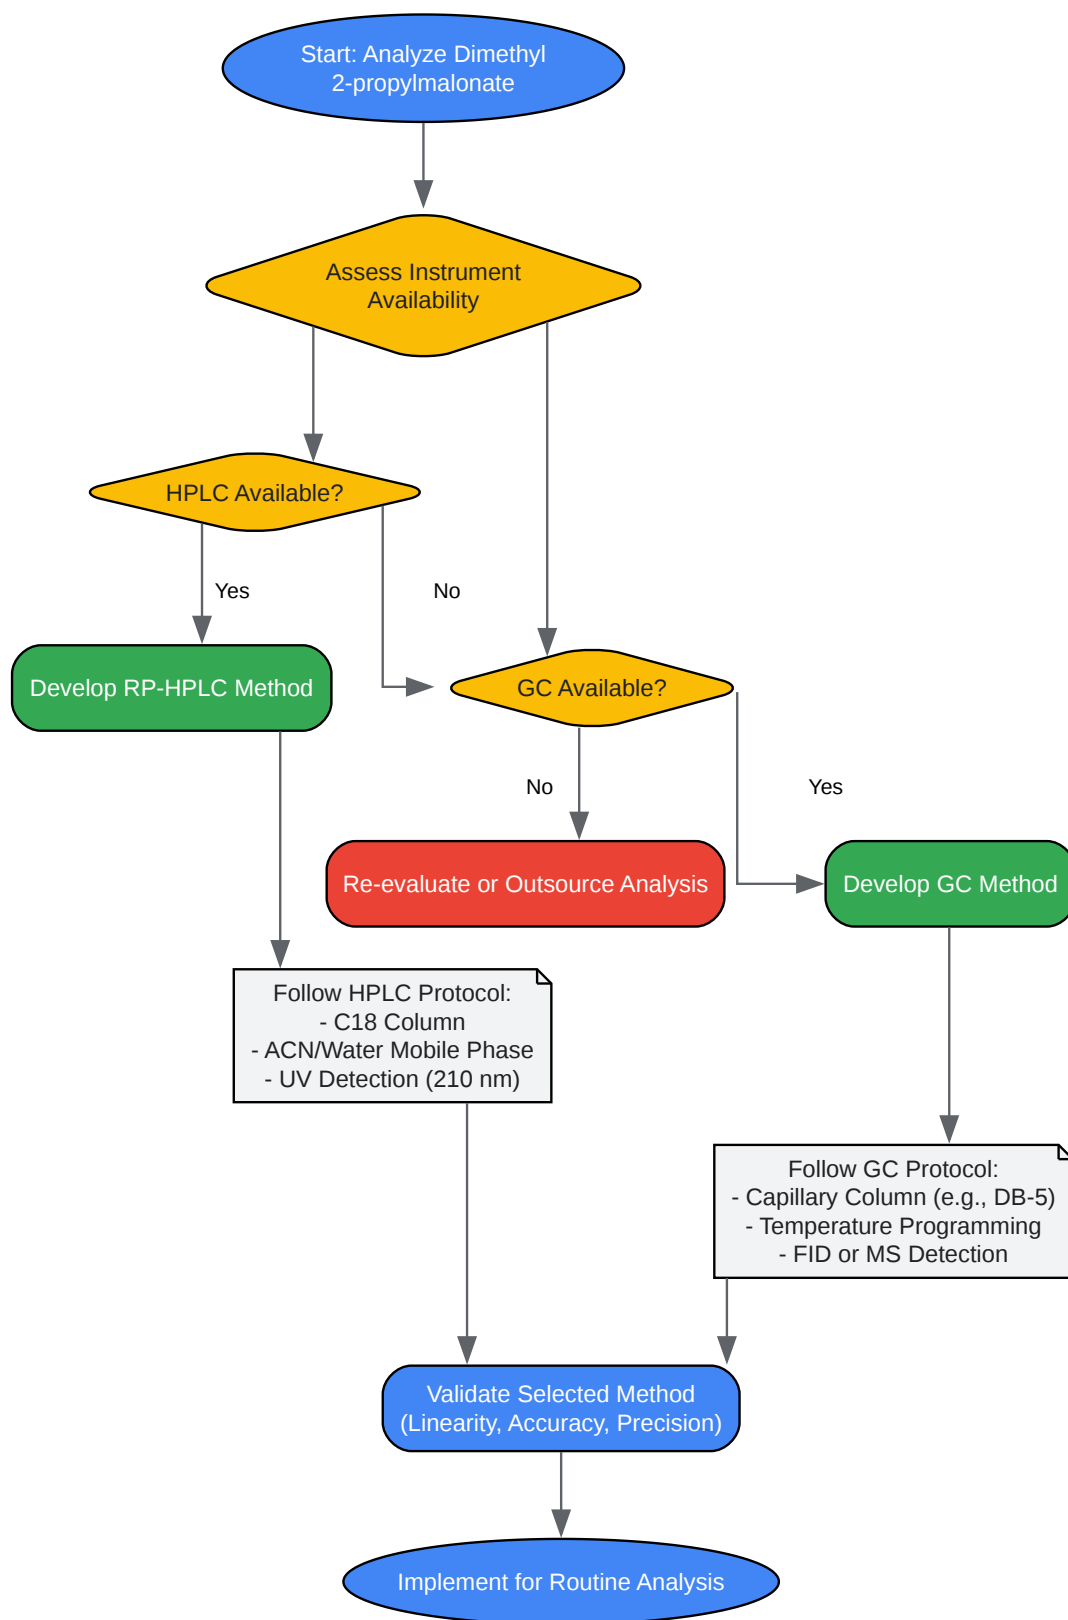 Start: Analyze Dimethyl
2-propylmalonate
Assess Instrument
Availability
HPLC Available?
Yes
No
Develop RP-HPLC Method
GC Available?
No
Yes
Re-evaluate or Outsource Analysis
Develop GC Method
Follow HPLC Protocol:
- C18 Column
- ACN/Water Mobile Phase
- UV Detection (210 nm)
Follow GC Protocol:
- Capillary Column (e.g., DB-5)
- Temperature Programming
- FID or MS Detection
Validate Selected Method
(Linearity, Accuracy, Precision)
Implement for Routine Analysis